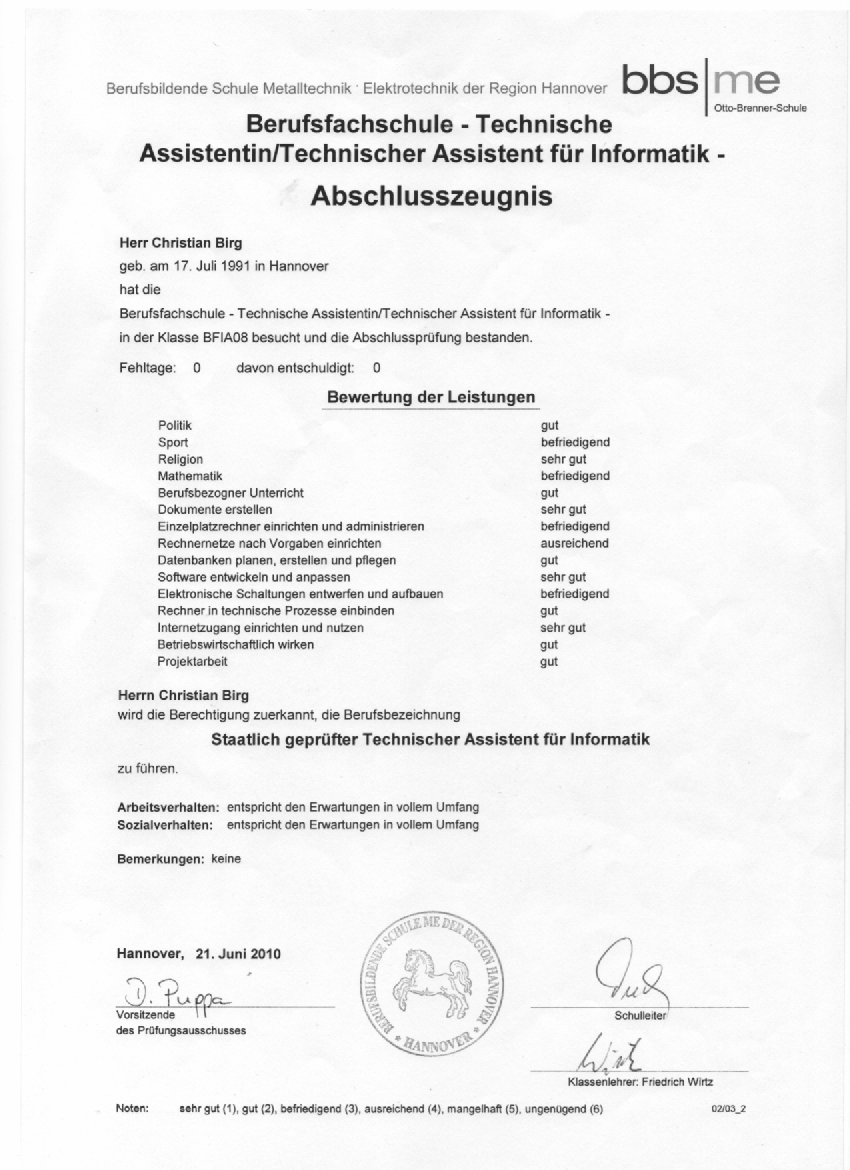 Berufsbildende Schule Metalltechnik · Elektrotechnik der Region Hannover
bbs|me
Otto-Brenner-Schule
Berufsfachschule - Technische
Assistentin/Technischer Assistent für Informatik -
Abschlusszeugnis
Herr Christian Birg
geb. am 17. Juli 1991 in Hannover
hat die
Berufsfachschule - Technische Assistentin/Technischer Assistent für Informatik -
in der Klasse BFIA08 besucht und die Abschlussprüfung bestanden.
Fehltage: 0 davon entschuldigt: 0
Bewertung der Leistungen
Politik gut
Sport befriedigend
Religion sehr gut
Mathematik befriedigend
Berufsbezogner Unterricht gut
Dokumente erstellen sehr gut
Einzelplatzrechner einrichten und administrieren befriedigend
Rechnernetze nach Vorgaben einrichten ausreichend
Datenbanken planen, erstellen und pflegen gut
Software entwickeln und anpassen sehr gut
Elektronische Schaltungen entwerfen und aufbauen befriedigend
Rechner in technische Prozesse einbinden gut
Internetzugang einrichten und nutzen sehr gut
Betriebswirtschaftlich wirken gut
Projektarbeit gut
Herrn Christian Birg
wird die Berechtigung zuerkannt, die Berufsbezeichnung
Staatlich geprüfter Technischer Assistent für Informatik
zu führen.
Arbeitsverhalten: entspricht den Erwartungen in vollem Umfang
Sozialverhalten: entspricht den Erwartungen in vollem Umfang
Bemerkungen: keine
Hannover, 21. Juni 2010
BERUFSBILDENDE SCHULE ME DER REGION HANNOVER
* HANNOVER *
D. Puppa
Vorsitzende
des Prüfungsausschusses
Schulleiter
Wirtz
Klassenlehrer: Friedrich Wirtz
Noten: sehr gut (1), gut (2), befriedigend (3), ausreichend (4), mangelhaft (5), ungenügend (6) 02/03_2